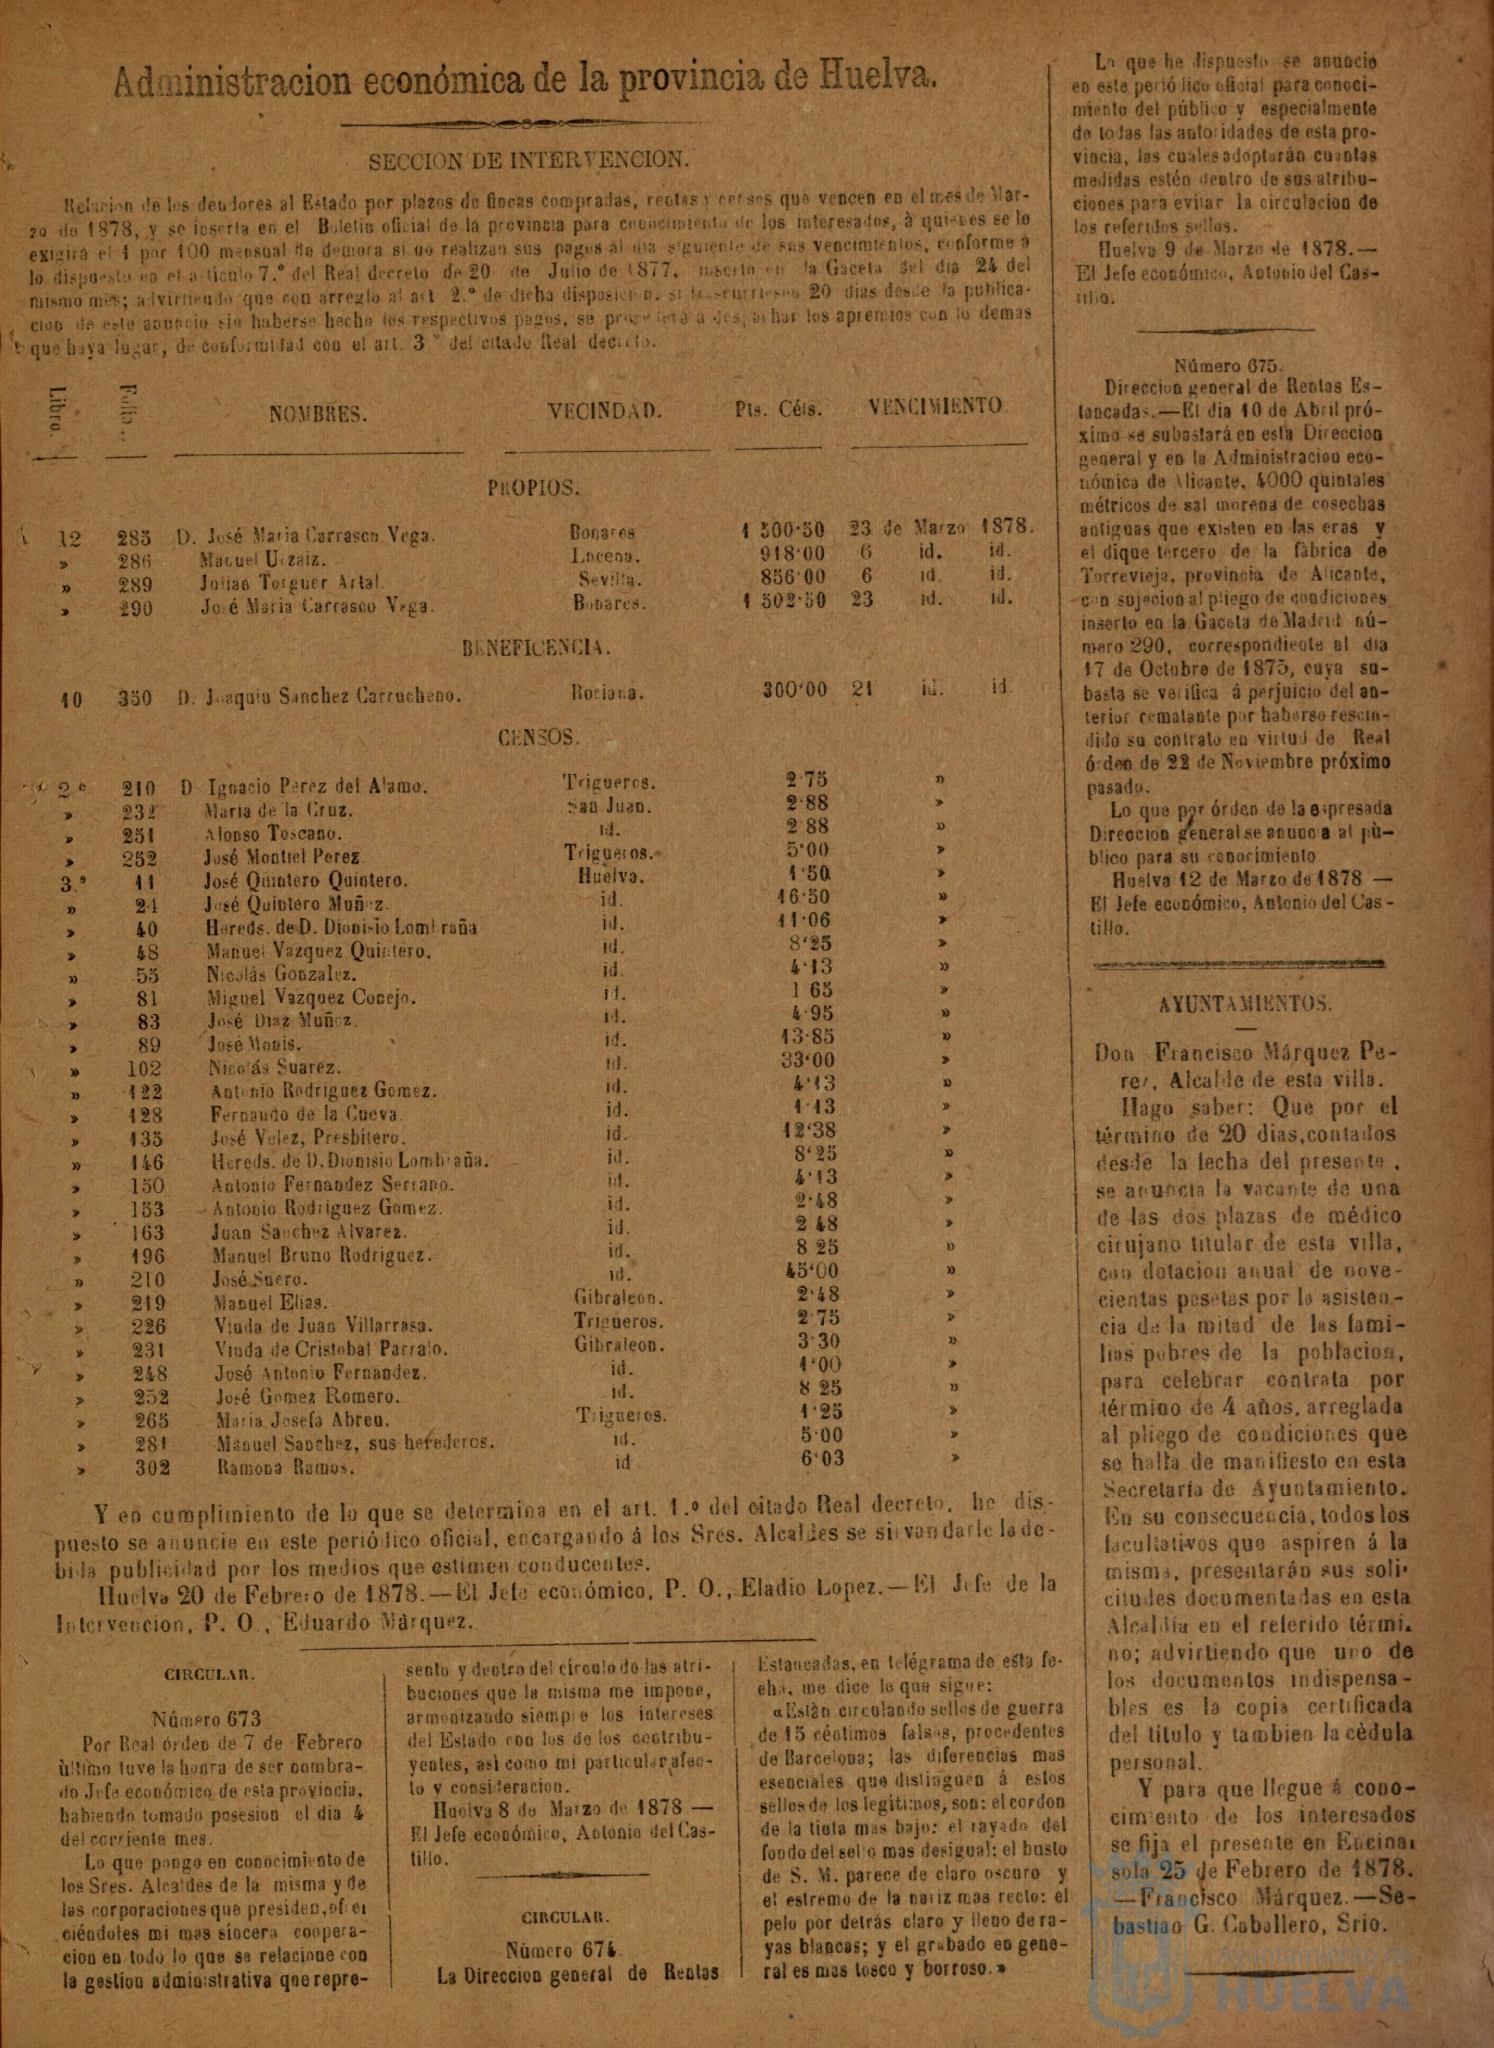 Administracion económica de la provincia de Huelva.
SECCION DE INTERVENCION.
Relacion de los deudores al Estado por plazos de fincas compradas, rentas y censos que vencen en el mes de Mar-
zo de 1878, y se inserta en el Boletin oficial de la provincia para conocimiento de los interesados, à quienes se lo
exigirá el 1 por 100 mensual de demora si no realizan sus pagos al dia siguiente de sus vencimientos, conforme á
lo dispuesto en el articulo 7.º del Real decreto de 20 de Julio de 1877, inserto en la Gaceta del dia 24 del
mismo mes; advirtiendo que con arreglo al art 2.º de dicha disposicion, si trascurriesen 20 dias desde la publica-
cion de este anuncio sin haberse hecho los respectivos pagos, se procederá á despachar los apremios con lo demas
que haya lugar, de conformidad con el art. 3.º del citado Real decreto.
Libro. Folio. NOMBRES. VECINDAD. Pts. Céts. VENCIMIENTO.
PROPIOS.
12 285 D. José Maria Carrasco Vega. Bonares 1 500·50 23 de Marzo 1878.
» 286 Manuel Uzaiz. Lucena. 918·00 6 id. id.
» 289 Julian Torguer Artal. Sevilla. 856·00 6 id. id.
» 290 José Maria Carrasco Vega. Bonares. 1 502·50 23 id. id.
BENEFICENCIA.
10 350 D. Joaquin Sanchez Carrucheno. Rociana. 300·00 21 id. id.
CENSOS.
2º 210 D Ignacio Perez del Alamo. Trigueros. 2·75 »
» 232 Maria de la Cruz. San Juan. 2·88 »
» 251 Alonso Toscano. id. 2 88 »
» 252 José Montiel Perez. Trigueros. 5·00 »
3.º 11 José Quintero Quintero. Huelva. 1·50 »
» 21 José Quintero Muñoz. id. 16·50 »
» 40 Hereds. de D. Dionisio Lombraña id. 11·06 »
» 48 Manuel Vazquez Quintero. id. 8‘25 »
» 55 Nicolás Gonzalez. id. 4·13 »
» 81 Miguel Vazquez Conejo. id. 1 65 »
» 83 José Diaz Muñoz. id. 4·95 »
» 89 José Monis. id. 13·85 »
» 102 Nicolás Suarez. id. 33‘00 »
» 122 Antonio Rodriguez Gomez. id. 4‘13 »
» 128 Fernando de la Cueva. id. 1·13 »
» 135 José Velez, Presbitero. id. 12‘38 »
» 146 Hereds. de D. Dionisio Lombraña. id. 8‘25 »
» 150 Antonio Fernandez Serrano. id. 4·13 »
» 153 Antonio Rodriguez Gomez. id. 2·48 »
» 163 Juan Sanchez Alvarez. id. 2 48 »
» 196 Manuel Bruno Rodriguez. id. 8 25 »
» 210 José Suero. id. 45‘00 »
» 219 Manuel Elias. Gibraleon. 2·48 »
» 226 Viuda de Juan Villarrasa. Trigueros. 2·75 »
» 231 Viuda de Cristobal Parralo. Gibraleon. 3·30 »
» 248 José Antonio Fernandez. id. 1·00 »
» 252 José Gomez Romero. id. 8 25 »
» 265 Maria Josefa Abreu. Trigueros. 1·25 »
» 281 Manuel Sanchez, sus herederos. id. 5·00 »
» 302 Ramona Ramos. id 6‘03 »
Y en cumplimiento de lo que se determina en el art. 1.º del citado Real decreto, he dis-
puesto se anuncie en este periódico oficial, encargando á los Sres. Alcaldes se sirvan darle la de-
bida publicidad por los medios que estimen conducentes.
Huelva 20 de Febrero de 1878.—El Jefe económico, P. O., Eladio Lopez.—El Jefe de la
Intervencion, P. O., Eduardo Màrquez.
CIRCULAR.
Número 673
Por Real órden de 7 de Febrero
ùltimo tuve la honra de ser nombra-
do Jefe económico de esta provincia,
habiendo tomado posesion el dia 4
del corriente mes.
Lo que pongo en conocimiento de
los Sres. Alcaldes de la misma y de
las corporaciones que presiden, ofre-
ciéndoles mi mas sincera coopera-
cion en todo lo que se relacione con
la gestion administrativa que repre-
sento y dentro del círculo de las atri-
buciones que la misma me impone,
armonizando siempre los intereses
del Estado con los de los contribu-
yentes, así como mi particular afec-
to y consideracion.
Huelva 8 de Marzo de 1878 —
El Jefe económico, Antonio del Cas-
tillo.
CIRCULAR.
Número 674.
La Direccion general de Rentas
Estancadas, en telégrama de esta fe-
cha, me dice lo que sigue:
«Estàn circulando sellos de guerra
de 15 céntimos falsos, procedentes
de Barcelona; las diferencias mas
esenciales que distinguen á estos
sellos de los legítimos, son: el cordon
de la tinta mas bajo: el rayado del
fondo del sello mas desigual: el busto
de S. M. parece de claro oscuro y
el estremo de la nariz mas recto: el
pelo por detrás claro y lleno de ra-
yas blancas; y el grabado en gene-
ral es mas tosco y borroso.»
Lo que he dispuesto se anuncie
en este periódico oficial para conoci-
miento del público y especialmente
de todas las autoridades de esta pro-
vincia, las cuales adoptarán cuantas
medidas estén dentro de sus atribu-
ciones para evitar la circulacion de
los referidos sellos.
Huelva 9 de Marzo de 1878.—
El Jefe económico, Antonio del Cas-
tillo.
Número 675.
Direccion general de Rentas Es-
tancadas.—El dia 10 de Abril pró-
ximo se subastará en esta Direccion
general y en la Administracion eco-
nómica de Alicante, 4000 quintales
métricos de sal morena de cosechas
antiguas que existen en las eras y
el dique tercero de la fàbrica de
Torrevieja, provincia de Alicante,
con sujecion al pliego de condiciones
inserto en la Gaceta de Madrid nú-
mero 290, correspondiente al dia
17 de Octubre de 1875, cuya su-
basta se verifica á perjuicio del an-
terior rematante por haberse rescin-
dido su contrato en virtud de Real
órden de 22 de Noviembre próximo
pasado.
Lo que por órden de la espresada
Direccion general se anuncia al pù-
blico para su conocimiento
Huelva 12 de Marzo de 1878 —
El Jefe económico, Antonio del Cas-
tillo.
AYUNTAMIENTOS.
Don Francisco Márquez Pe-
rez, Alcalde de esta villa.
Hago saber: Que por el
término de 20 dias, contados
desde la fecha del presente,
se anuncia la vacante de una
de las dos plazas de médico
cirujano titular de esta villa,
con dotacion anual de nove-
cientas pesetas por la asisten-
cia de la mitad de las fami-
lias pobres de la poblacion,
para celebrar contrata por
término de 4 años, arreglada
al pliego de condiciones que
se halla de manifiesto en esta
Secretaría de Ayuntamiento.
En su consecuencia, todos los
facultativos que aspiren á la
misma, presentarán sus soli-
citudes documentadas en esta
Alcaldía en el referido térmi-
no; advirtiendo que uno de
los documentos indispensa-
bles es la copia certificada
del título y tambien la cèdula
personal.
Y para que llegue á cono-
cimiento de los interesados
se fija el presente en Encina-
sola 25 de Febrero de 1878.
—Francisco Márquez.—Se-
bastian G. Caballero, Srio.
Ayuntamiento de
HUELVA